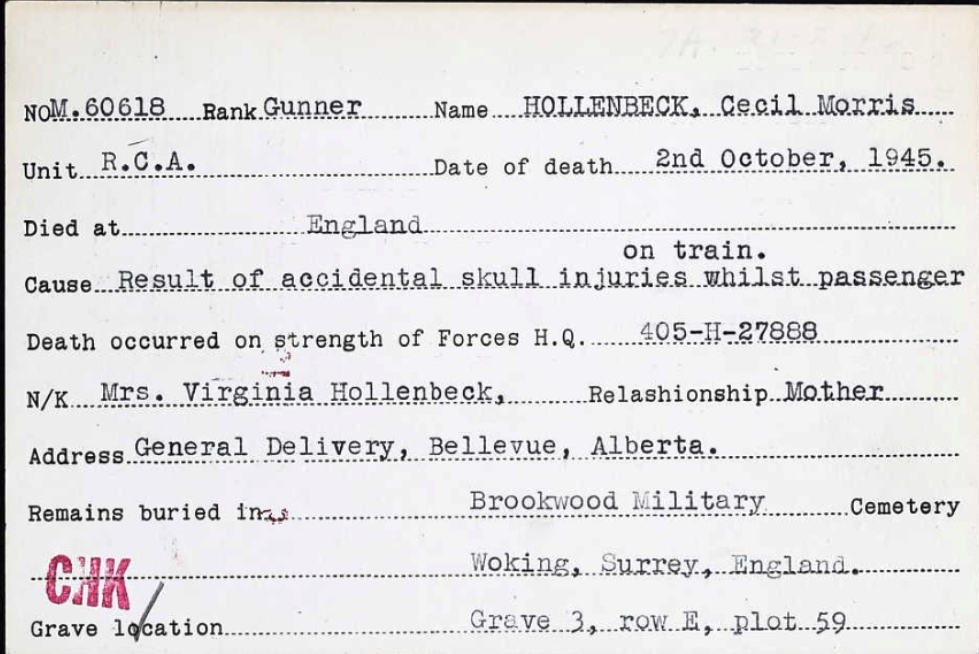 No M.60618 Rank Gunner Name HOLLENBECK, Cecil Morris
Unit R.C.A. Date of death 2nd October, 1945.
Died at England
on train.
Cause Result of accidental skull injuries whilst passenger
Death occurred on strength of Forces H.Q. 405-H-27888
N/K Mrs. Virginia Hollenbeck, Relashionship Mother
Address General Delivery, Bellevue, Alberta.
Remains buried in Brookwood Military Cemetery
Woking, Surrey, England.
CHK
Grave location Grave 3, row E, plot 59